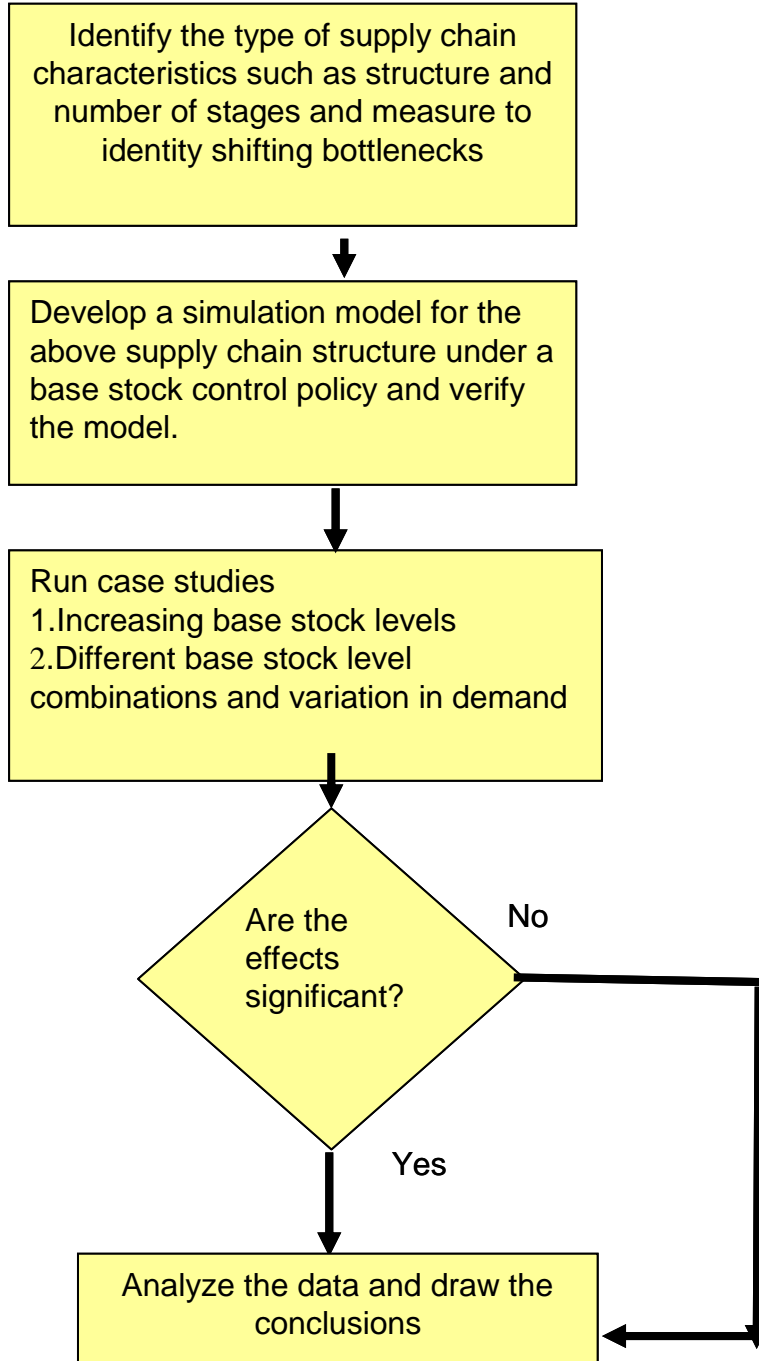 Identify the type of supply chain
characteristics such as structure and
number of stages and measure to
identity shifting bottlenecks
Develop a simulation model for the
above supply chain structure under a
base stock control policy and verify
the model.
Run case studies
1.Increasing base stock levels
2.Different base stock level
combinations and variation in demand
Are the
effects
significant?
No
Yes
Analyze the data and draw the
conclusions